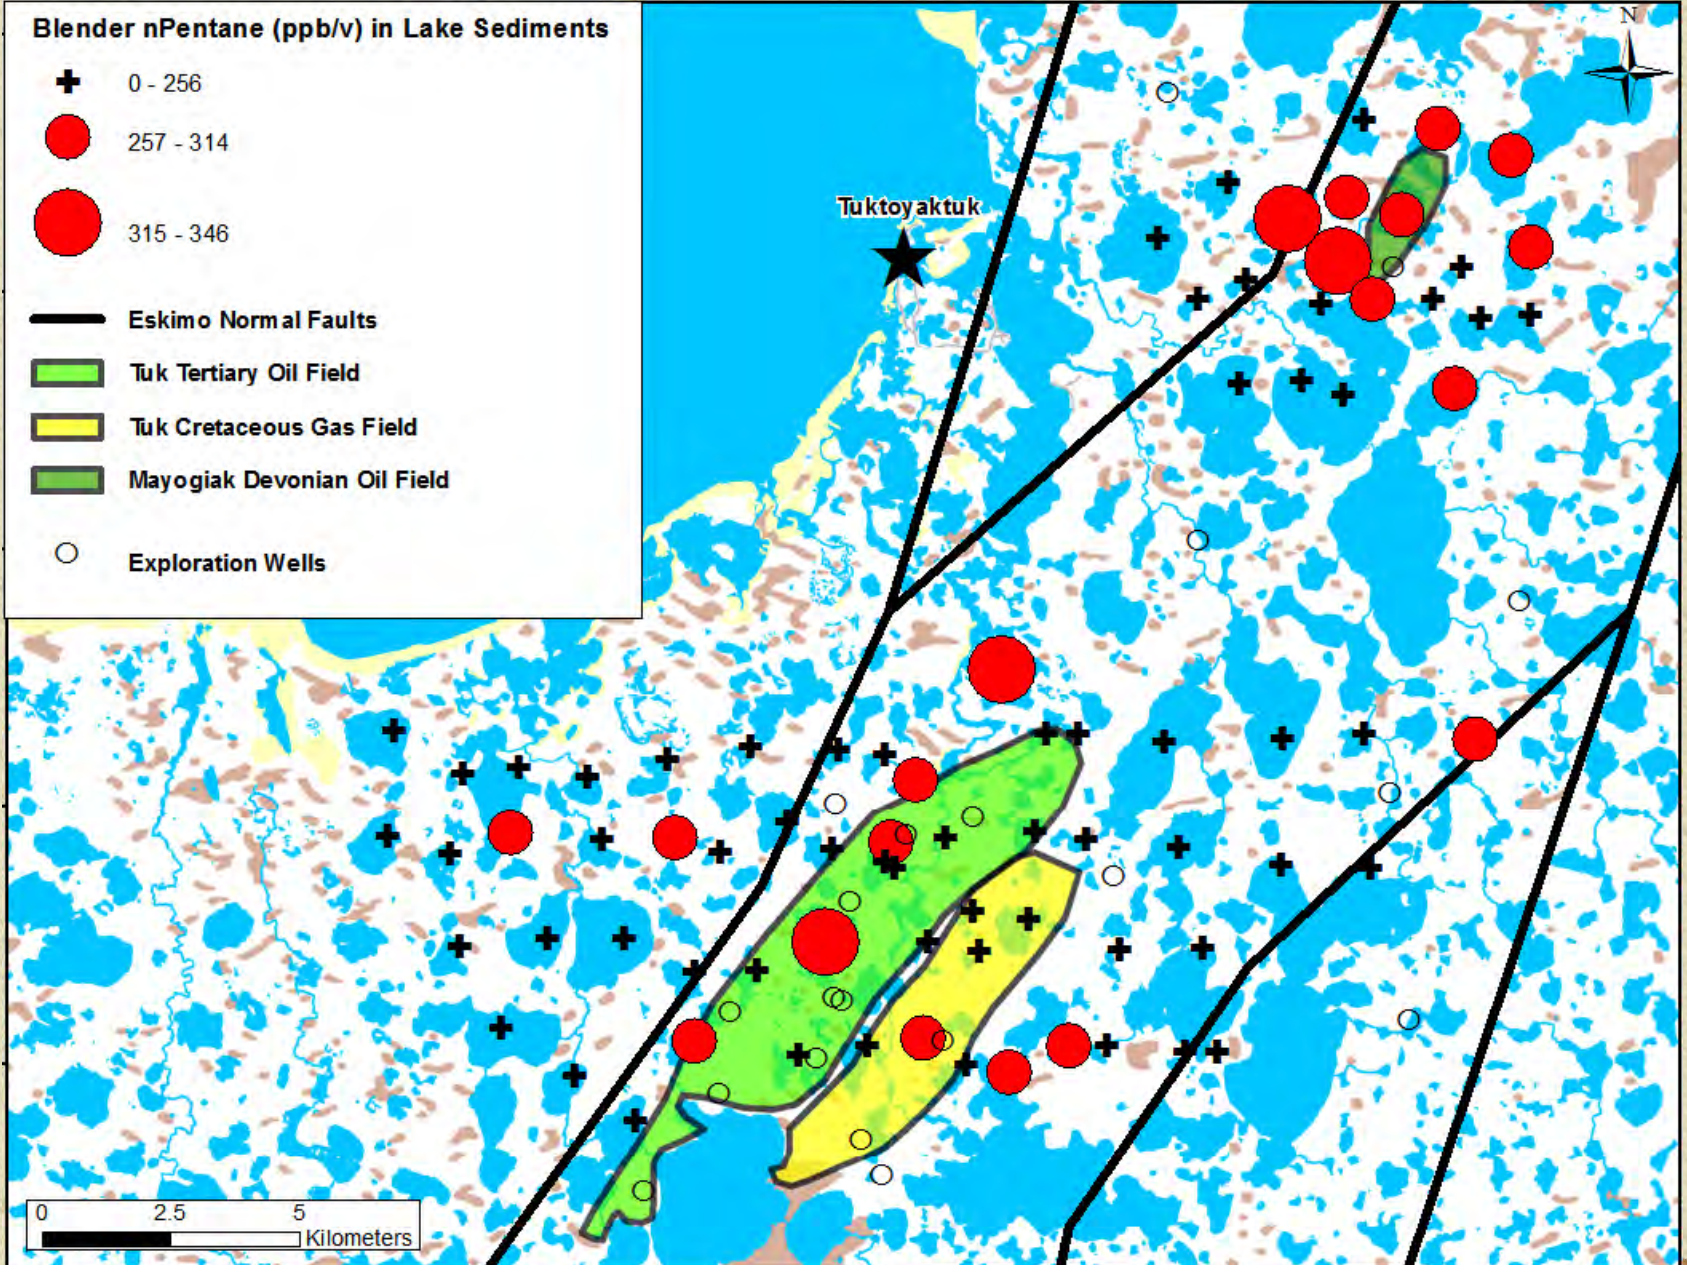 Blender nPentane (ppb/v) in Lake Sediments
0 - 256
257 - 314
315 - 346
Eskimo Normal Faults
Tuk Tertiary Oil Field
Tuk Cretaceous Gas Field
Mayogiak Devonian Oil Field
Exploration Wells
N
Tuktoyaktuk
0 2.5 5
Kilometers